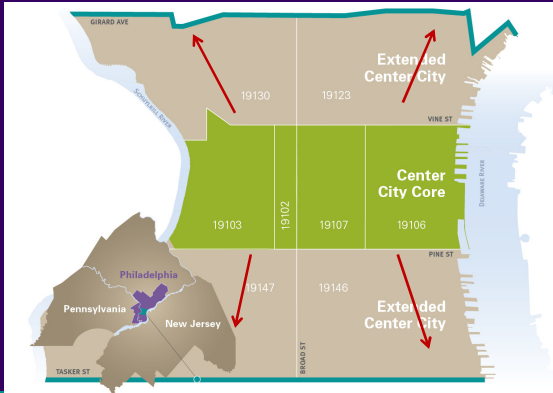 GIRARD AVE
Extended
Center City
19130
19123
SCHUYLKILL RIVER
VINE ST
Center
City Core
DELAWARE RIVER
19103
19102
19107
19106
PINE ST
Philadelphia
19147
19146
Pennsylvania
New Jersey
Extended
Center City
BROAD ST
TASKER ST